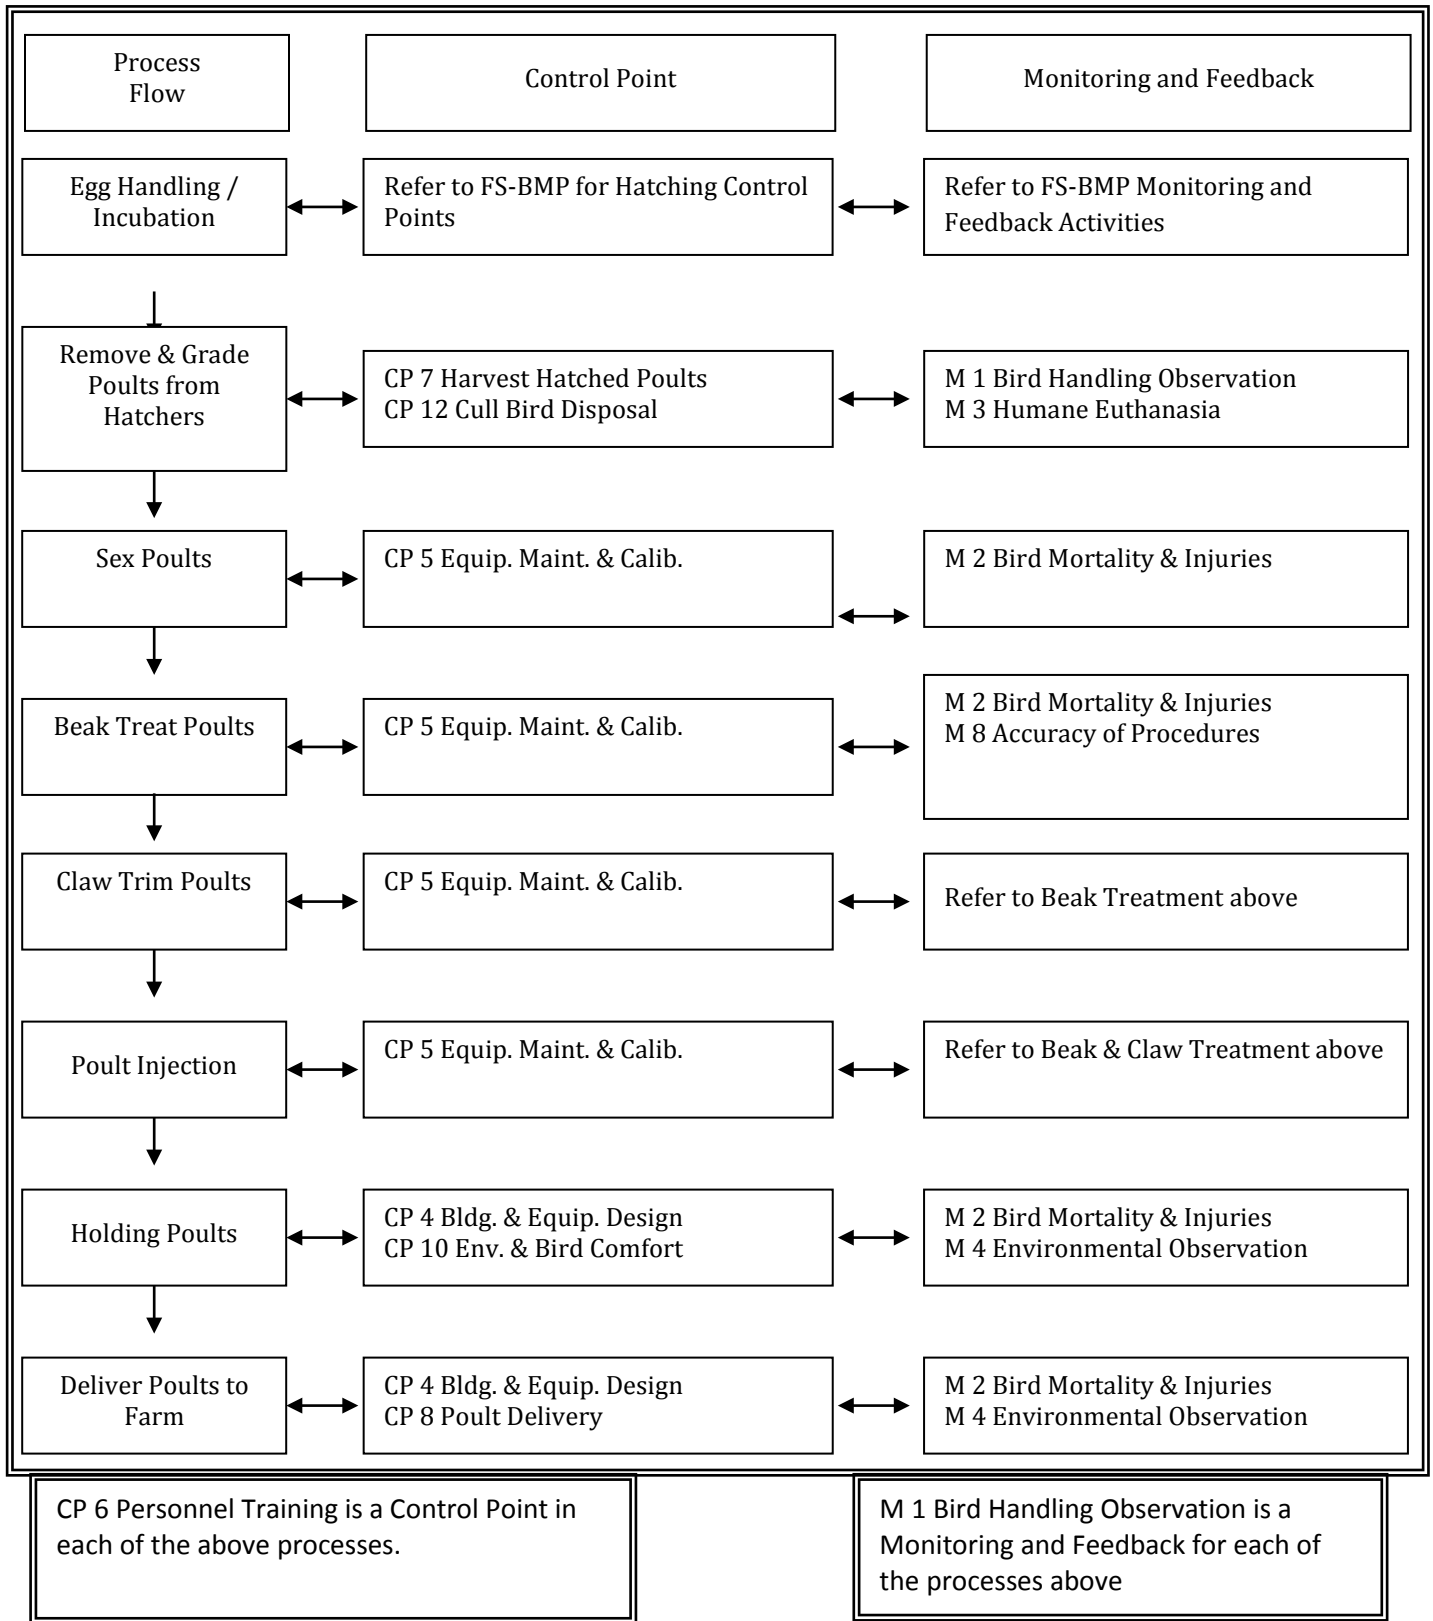 Process
Flow
Control Point
Monitoring and Feedback
Egg Handling /
Incubation
Refer to FS-BMP for Hatching Control
Points
Refer to FS-BMP Monitoring and
Feedback Activities
Remove & Grade
Poults from
Hatchers
CP 7 Harvest Hatched Poults
CP 12 Cull Bird Disposal
M 1 Bird Handling Observation
M 3 Humane Euthanasia
Sex Poults
CP 5 Equip. Maint. & Calib.
M 2 Bird Mortality & Injuries
Beak Treat Poults
CP 5 Equip. Maint. & Calib.
M 2 Bird Mortality & Injuries
M 8 Accuracy of Procedures
Claw Trim Poults
CP 5 Equip. Maint. & Calib.
Refer to Beak Treatment above
Poult Injection
CP 5 Equip. Maint. & Calib.
Refer to Beak & Claw Treatment above
Holding Poults
CP 4 Bldg. & Equip. Design
CP 10 Env. & Bird Comfort
M 2 Bird Mortality & Injuries
M 4 Environmental Observation
Deliver Poults to
Farm
CP 4 Bldg. & Equip. Design
CP 8 Poult Delivery
M 2 Bird Mortality & Injuries
M 4 Environmental Observation
CP 6 Personnel Training is a Control Point in
each of the above processes.
M 1 Bird Handling Observation is a
Monitoring and Feedback for each of
the processes above